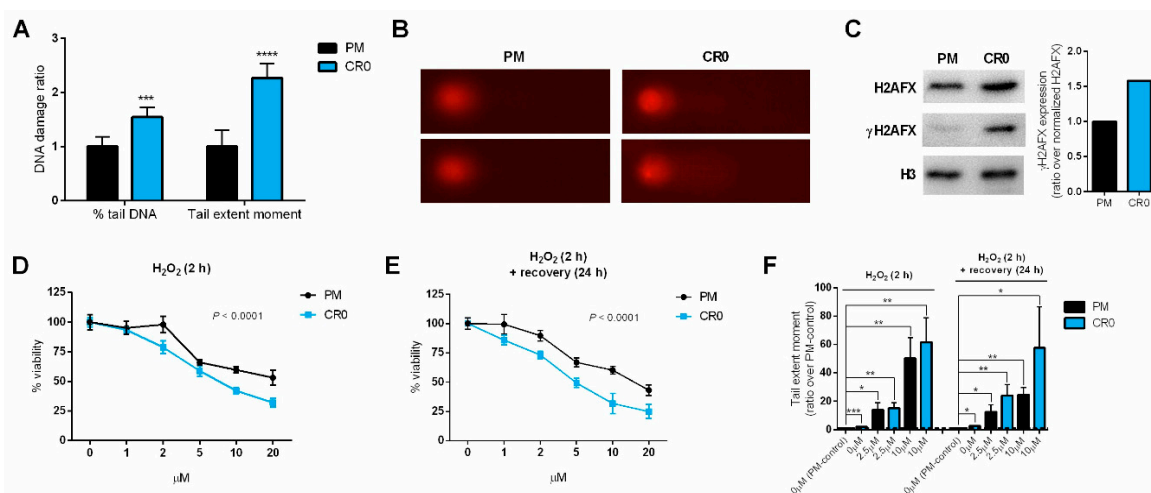 A
DNA damage ratio
3
2
1
0
% tail DNA
Tail extent moment
***
****
PM
CR0
B
PM
CR0
C
PM
CR0
H2AFX
γH2AFX
H3
γH2AFX expression
(ratio over normalized H2AFX)
2.0
1.5
1.0
0.5
0.0
PM
CR0
D
H₂O₂ (2 h)
% viability
125
100
75
50
25
0
P < 0.0001
PM
CR0
0 1 2 5 10 20
μM
E
H₂O₂ (2 h)
+ recovery (24 h)
% viability
125
100
75
50
25
0
P < 0.0001
PM
CR0
0 1 2 5 10 20
μM
F
H₂O₂ (2 h)
H₂O₂ (2 h)
+ recovery (24 h)
Tail extent moment
(ratio over PM-control)
100
80
60
40
20
0
**
**
**
*
***
*
**
**
*
*
PM
CR0
0μM (PM-control)
0μM
2.5μM
2.5μM
10μM
10μM
0μM (PM-control)
0μM
2.5μM
2.5μM
10μM
10μM